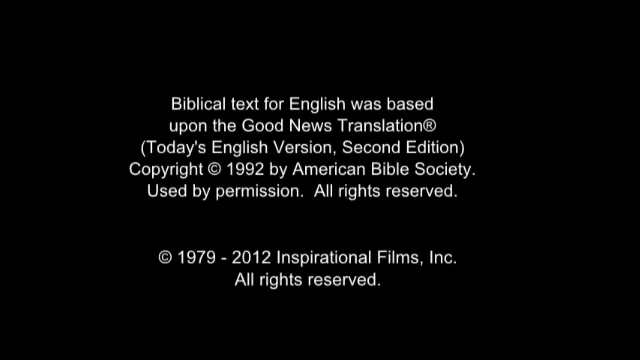 Biblical text for English was based
upon the Good News Translation®
(Today's English Version, Second Edition)
Copyright © 1992 by American Bible Society.
Used by permission.  All rights reserved.
© 1979 - 2012 Inspirational Films, Inc.
All rights reserved.